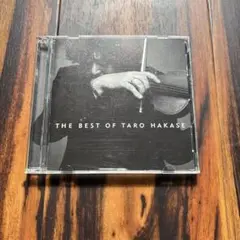 THE BEST OF TARO HAKASE